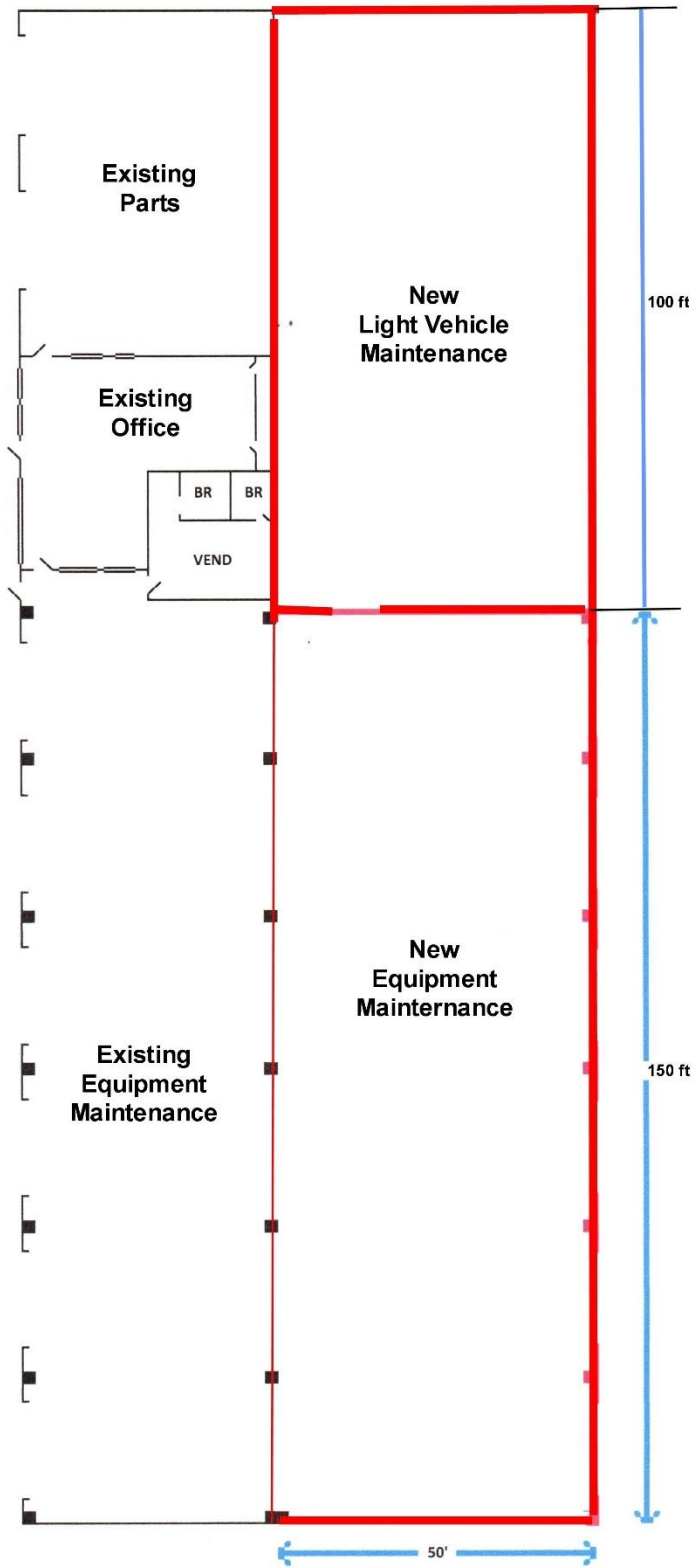 Existing
Parts
New
Light Vehicle
Maintenance
100 ft
Existing
Office
BR
BR
VEND
New
Equipment
Mainternance
Existing
Equipment
Maintenance
150 ft
50'